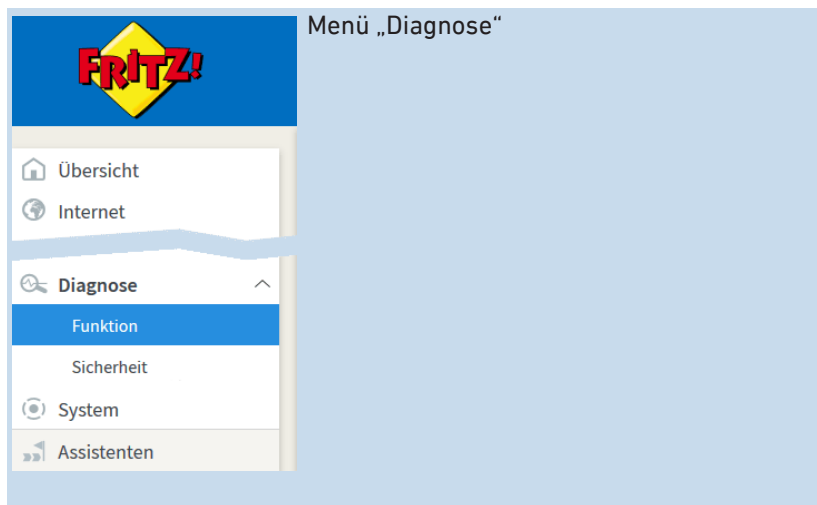 Menü „Diagnose“
FRITZ!
Übersicht
Internet
Diagnose
Funktion
Sicherheit
System
Assistenten